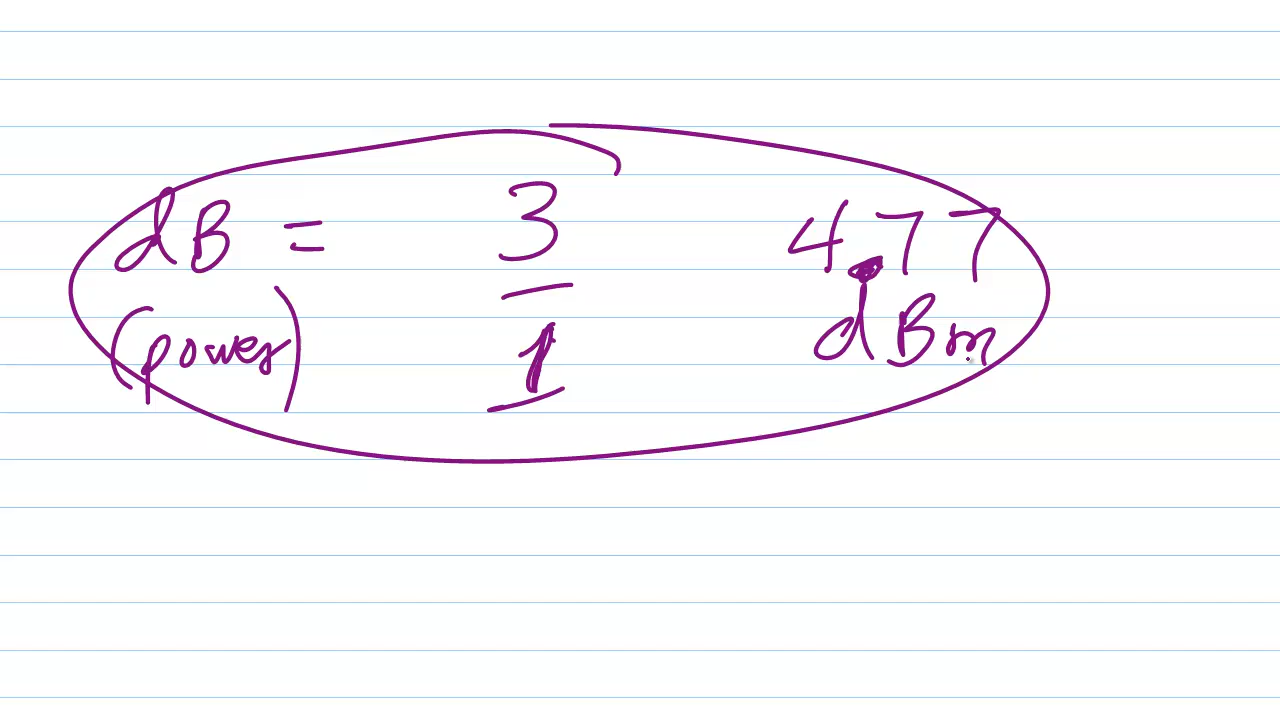 dB = 3 4.77
(power) 1 dBm